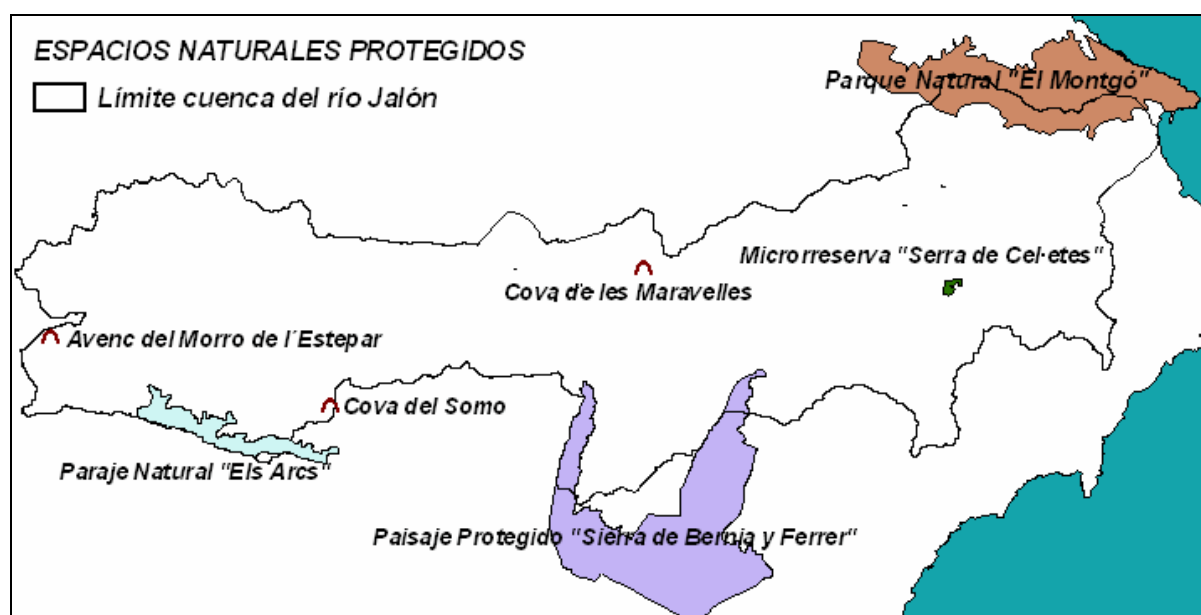 ESPACIOS NATURALES PROTEGIDOS
Límite cuenca del río Jalón
Parque Natural "El Montgó"
Microrreserva "Serra de Cel·etes"
Cova de les Maravelles
Avenc del Morro de l´Estepar
Cova del Somo
Paraje Natural "Els Arcs"
Paisaje Protegido "Sierra de Bernia y Ferrer"